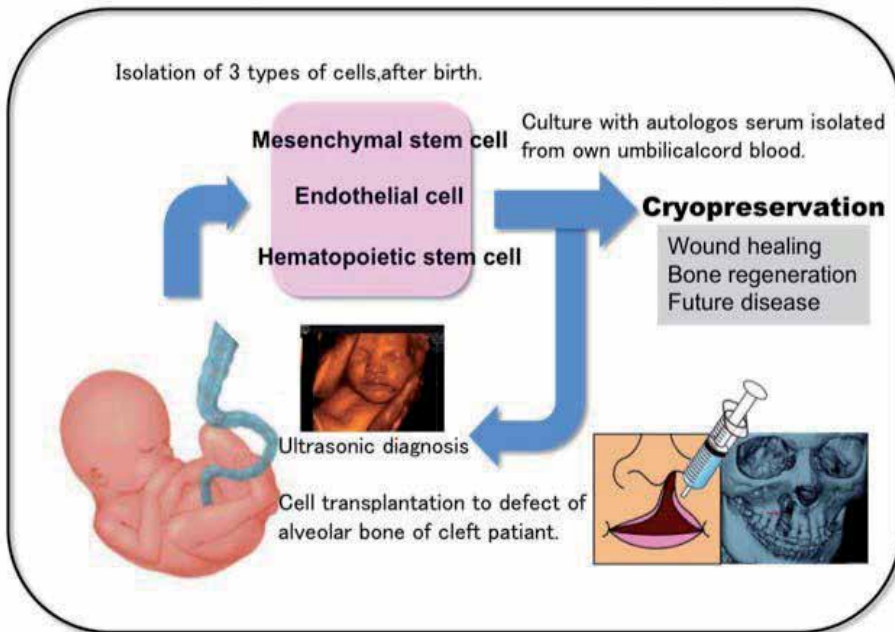 Isolation of 3 types of cells,after birth.
Mesenchymal stem cell
Endothelial cell
Hematopoietic stem cell
Culture with autologos serum isolated
from own umbilicalcord blood.
Cryopreservation
Wound healing
Bone regeneration
Future disease
Ultrasonic diagnosis
Cell transplantation to defect of
alveolar bone of cleft patiant.